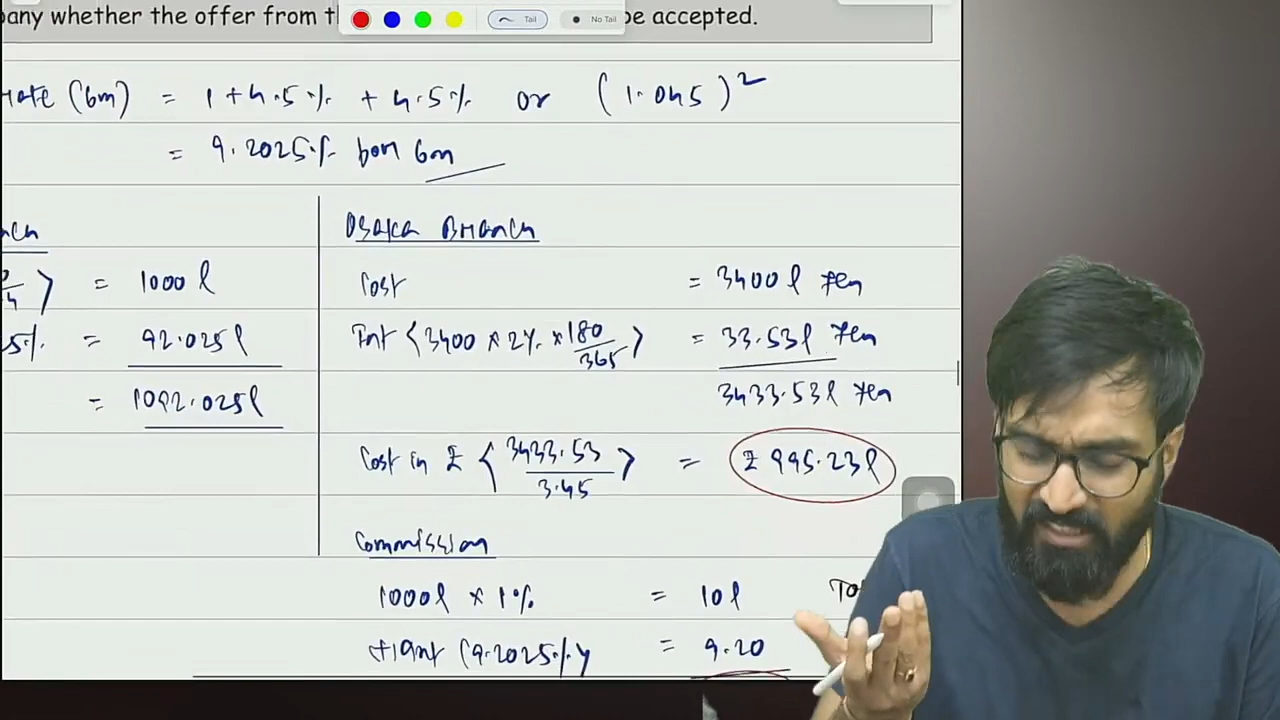 pany whether the offer from t be accepted.
Tail No Tail
rate (6m) = 1 + 4.5% + 4.5% or (1.045)²
= 9.2025% for 6m
nch Osaka Branch
= 1000 l Cost = 3400 l Yen
5% = 92.025 l Int <3400 × 2% × 180/365> = 33.53 l Yen
= 1092.025 l 3433.53 l Yen
Cost in ₹ <3433.53/3.45> = ₹ 995.23 l
Commission
1000 l × 1% = 10 l To
(9.2025%) = 9.20